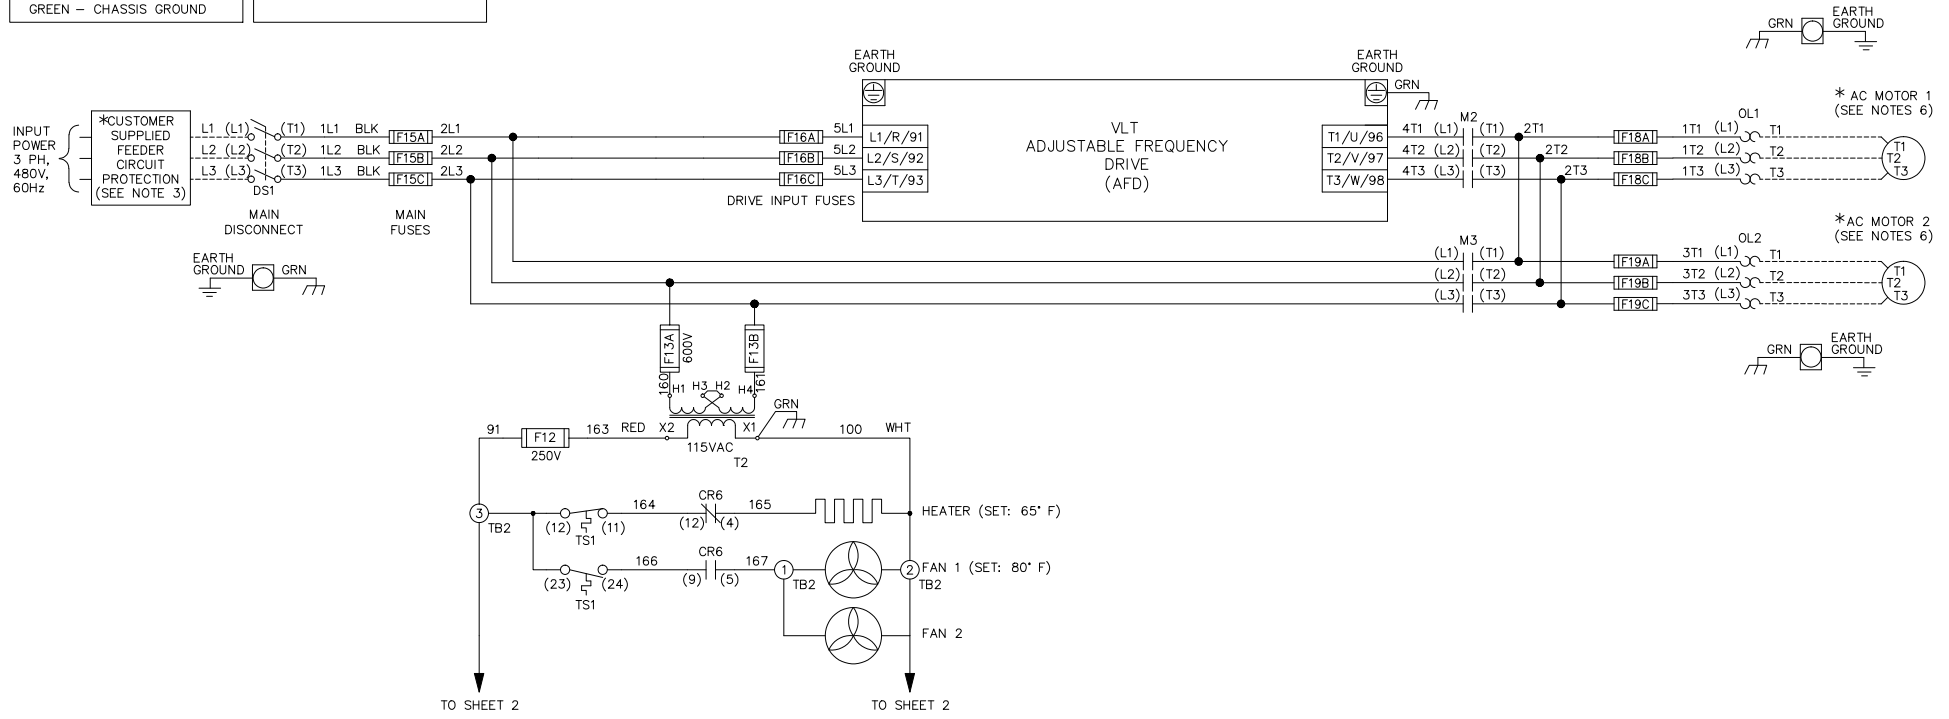 GREEN – CHASSIS GROUND
INPUT
POWER
3 PH,
480V,
60Hz
*CUSTOMER
SUPPLIED
FEEDER
CIRCUIT
PROTECTION
(SEE NOTE 3)
L1 (L1) (T1) 1L1 BLK F15A 2L1
L2 (L2) (T2) 1L2 BLK F15B 2L2
L3 (L3) (T3) 1L3 BLK F15C 2L3
DS1
MAIN
DISCONNECT
MAIN
FUSES
EARTH
GROUND
GRN
F16A 5L1 L1/R/91
F16B 5L2 L2/S/92
F16C 5L3 L3/T/93
DRIVE INPUT FUSES
EARTH
GROUND
VLT
ADJUSTABLE FREQUENCY
DRIVE
(AFD)
EARTH
GROUND
GRN
T1/U/96 4T1 (L1) M2 (T1) 2T1
T2/V/97 4T2 (L2) (T2) 2T2
T3/W/98 4T3 (L3) (T3) 2T3
F18A 1T1 (L1) OL1 T1
F18B 1T2 (L2) T2
F18C 1T3 (L3) T3
GRN
EARTH
GROUND
* AC MOTOR 1
(SEE NOTES 6)
T1
T2
T3
(L1) M3 (T1)
(L2) (T2)
(L3) (T3)
F19A 3T1 (L1) OL2 T1
F19B 3T2 (L2) T2
F19C 3T3 (L3) T3
*AC MOTOR 2
(SEE NOTES 6)
T1
T2
T3
GRN
EARTH
GROUND
F13A
600V
F13B
160
161
H1 H3 H2 H4
GRN
91 F12 163 RED X2 X1 100 WHT
250V
115VAC
T2
3
TB2
(12) (11)
TS1
164
CR6
(12) (4)
165
HEATER (SET: 65° F)
(23) (24)
TS1
166
CR6
(9) (5)
167
1
TB2
2
TB2
FAN 1 (SET: 80° F)
FAN 2
TO SHEET 2
TO SHEET 2